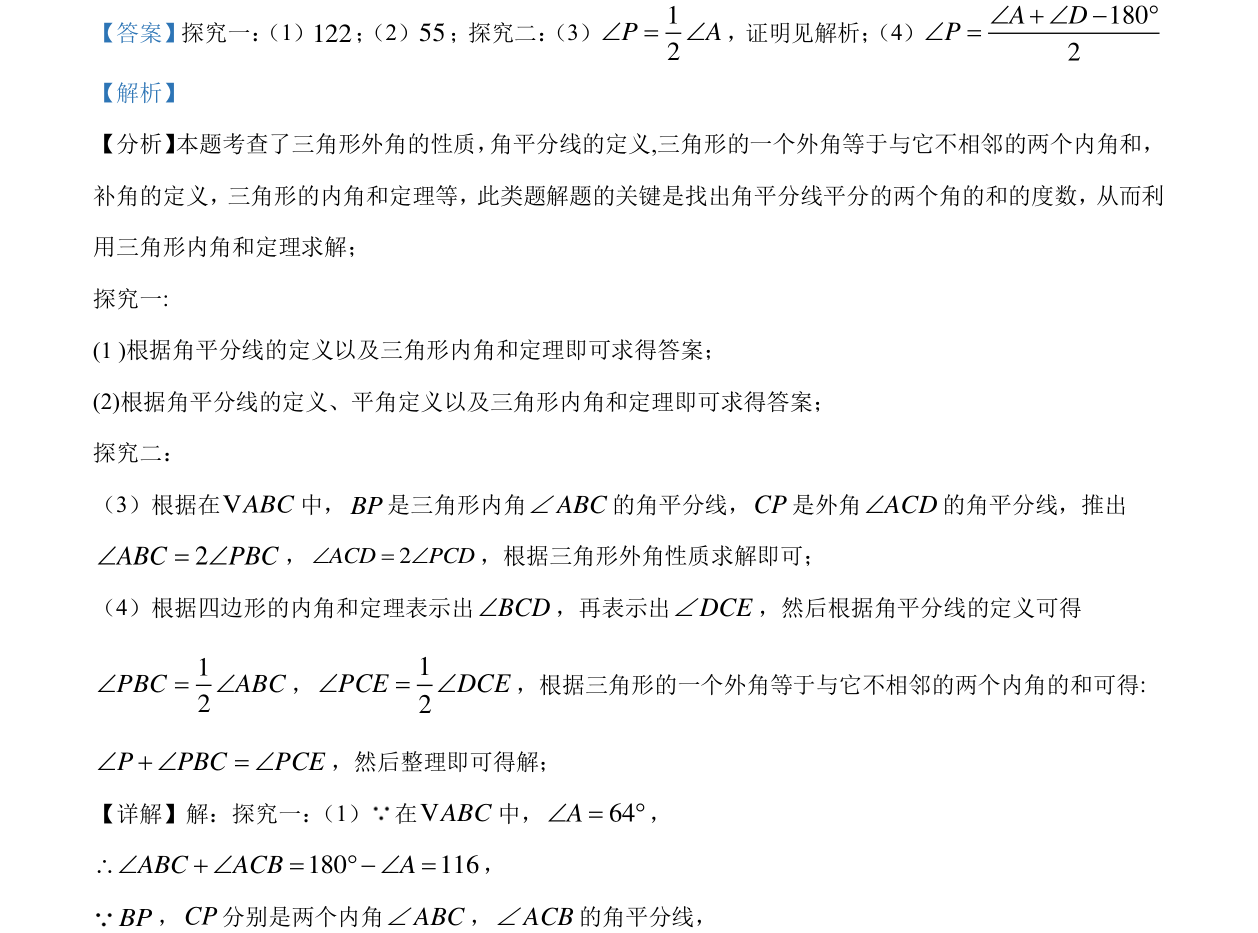 【答案】探究一：（1）122；（2）55；探究二：（3）∠P = 1/2 ∠A，证明见解析；（4）∠P = (∠A + ∠D −180°)/2
【解析】
【分析】本题考查了三角形外角的性质，角平分线的定义,三角形的一个外角等于与它不相邻的两个内角和，
补角的定义，三角形的内角和定理等，此类题解题的关键是找出角平分线平分的两个角的和的度数，从而利
用三角形内角和定理求解；
探究一:
(1 )根据角平分线的定义以及三角形内角和定理即可求得答案；
(2)根据角平分线的定义、平角定义以及三角形内角和定理即可求得答案；
探究二：
（3）根据在VABC 中，BP 是三角形内角∠ABC 的角平分线，CP 是外角∠ACD 的角平分线，推出
∠ABC = 2∠PBC，∠ACD = 2∠PCD，根据三角形外角性质求解即可；
（4）根据四边形的内角和定理表示出∠BCD，再表示出∠DCE，然后根据角平分线的定义可得
∠PBC = 1/2 ∠ABC，∠PCE = 1/2 ∠DCE，根据三角形的一个外角等于与它不相邻的两个内角的和可得:
∠P + ∠PBC = ∠PCE，然后整理即可得解；
【详解】解：探究一：（1）∵在VABC 中，∠A = 64°，
∴∠ABC + ∠ACB = 180° − ∠A = 116，
∵BP，CP 分别是两个内角∠ABC，∠ACB 的角平分线，